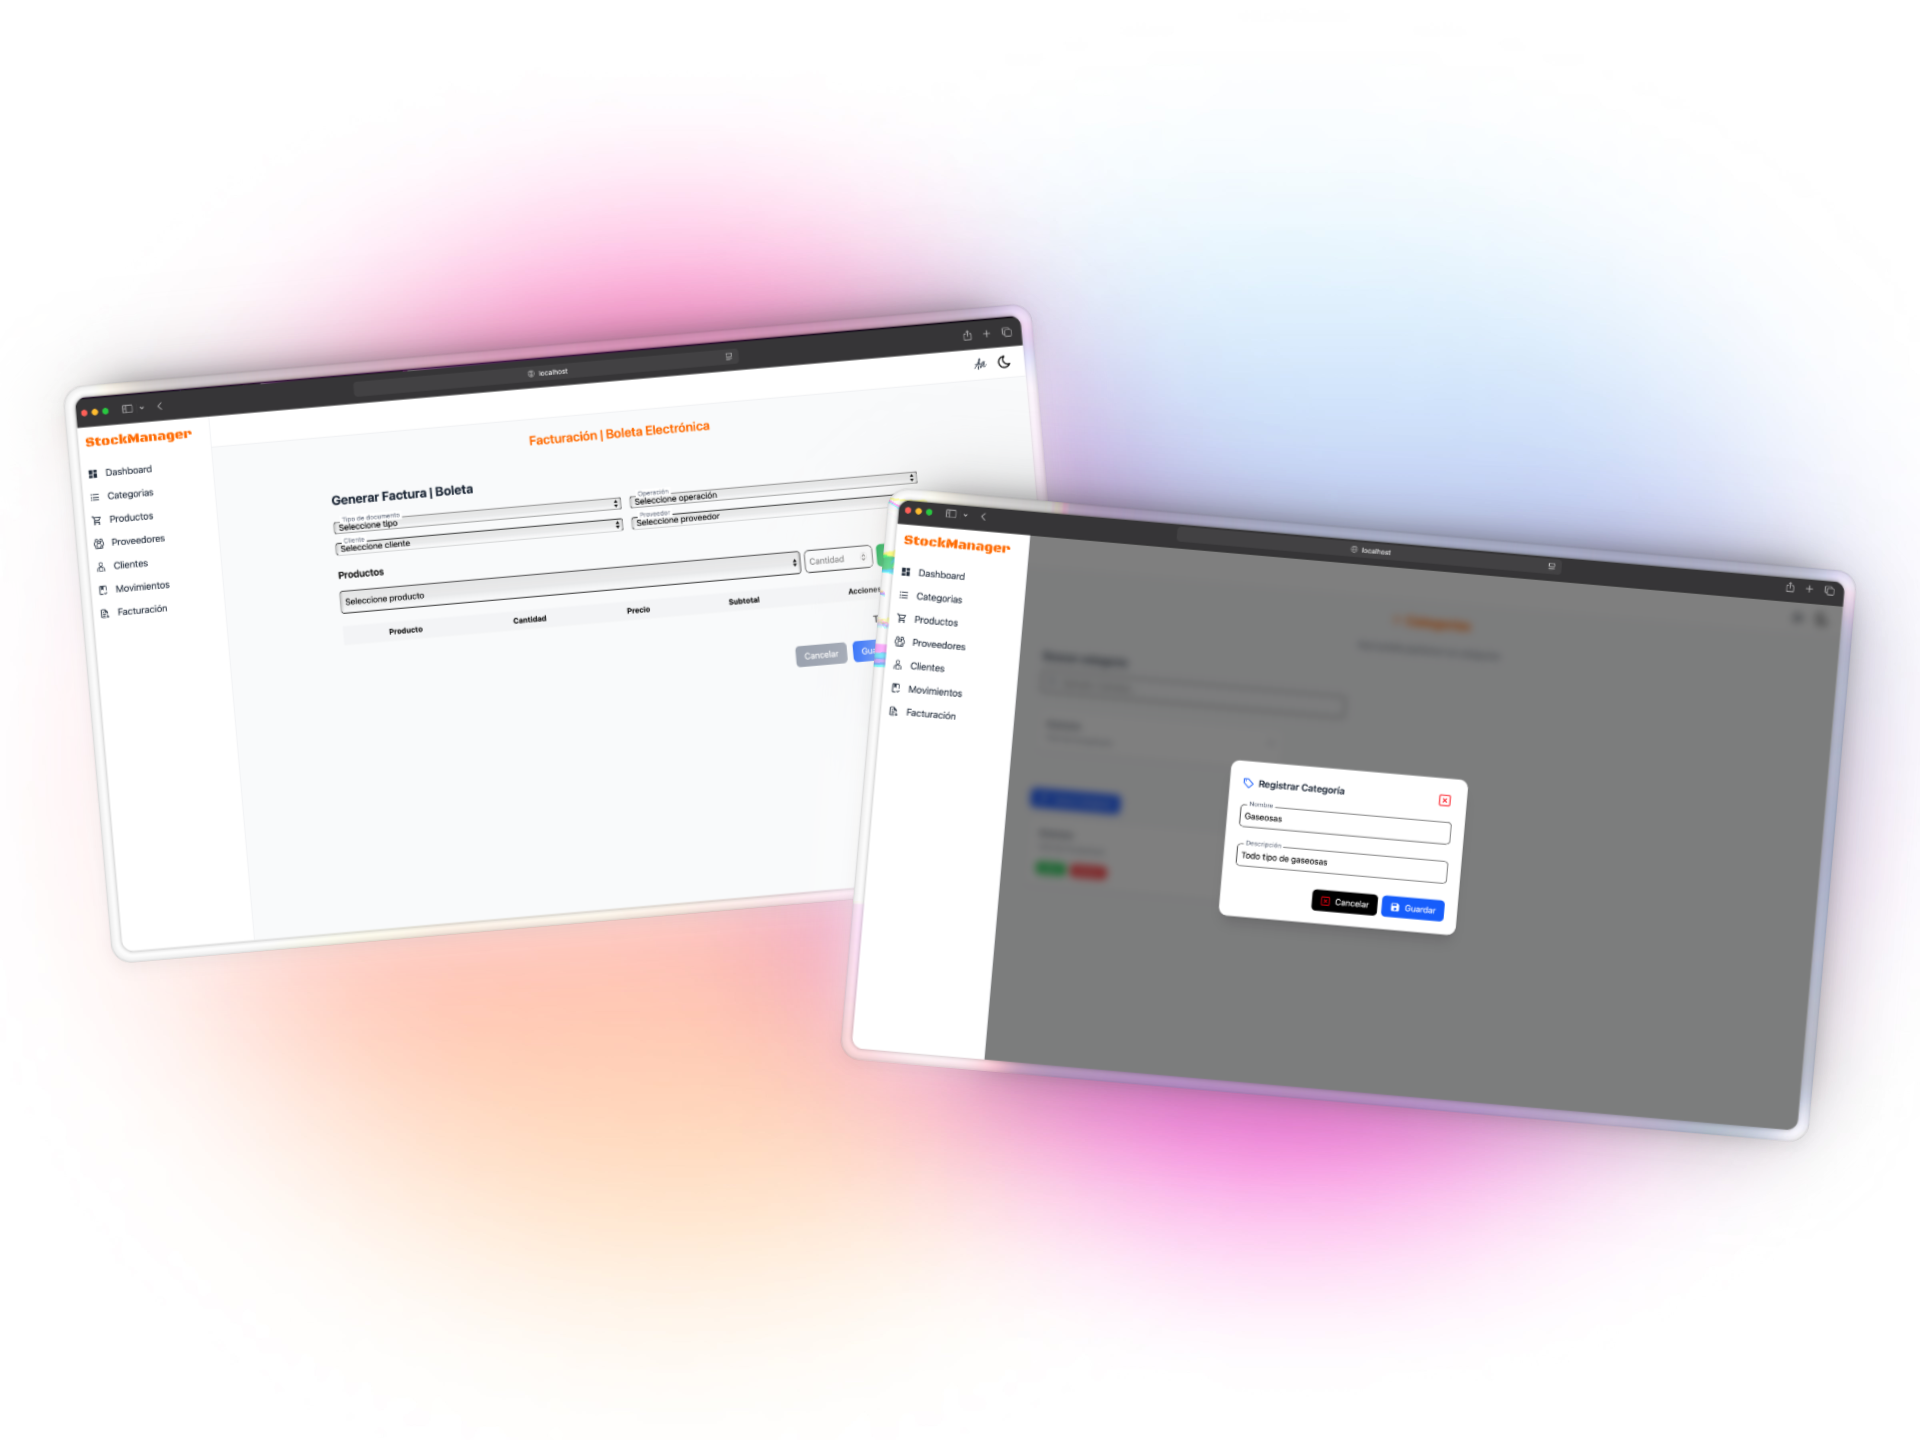 localhost
StockManager
Dashboard
Categorias
Productos
Proveedores
Clientes
Movimientos
Facturación
Aa
Facturación | Boleta Electrónica
Generar Factura | Boleta
Tipo de documento
Seleccione tipo
Operación
Seleccione operación
Cliente
Seleccione cliente
Proveedor
Seleccione proveedor
Productos
Seleccione producto
Cantidad
Producto
Cantidad
Precio
Subtotal
Acciones
Cancelar
localhost
StockManager
Dashboard
Categorias
Productos
Proveedores
Clientes
Movimientos
Facturación
Registrar Categoría
Nombre
Gaseosas
Descripción
Todo tipo de gaseosas
Cancelar
Guardar